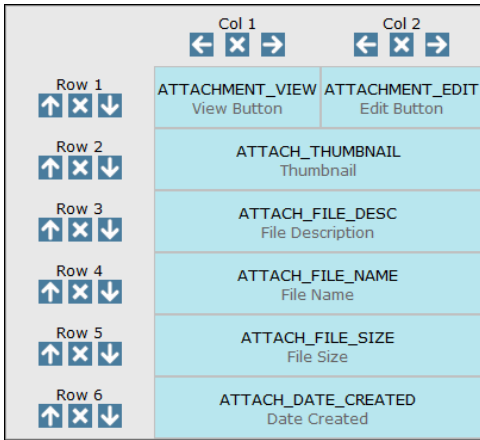 Col 1 Col 2
Row 1
ATTACHMENT_VIEW ATTACHMENT_EDIT
View Button Edit Button
Row 2
ATTACH_THUMBNAIL
Thumbnail
Row 3
ATTACH_FILE_DESC
File Description
Row 4
ATTACH_FILE_NAME
File Name
Row 5
ATTACH_FILE_SIZE
File Size
Row 6
ATTACH_DATE_CREATED
Date Created